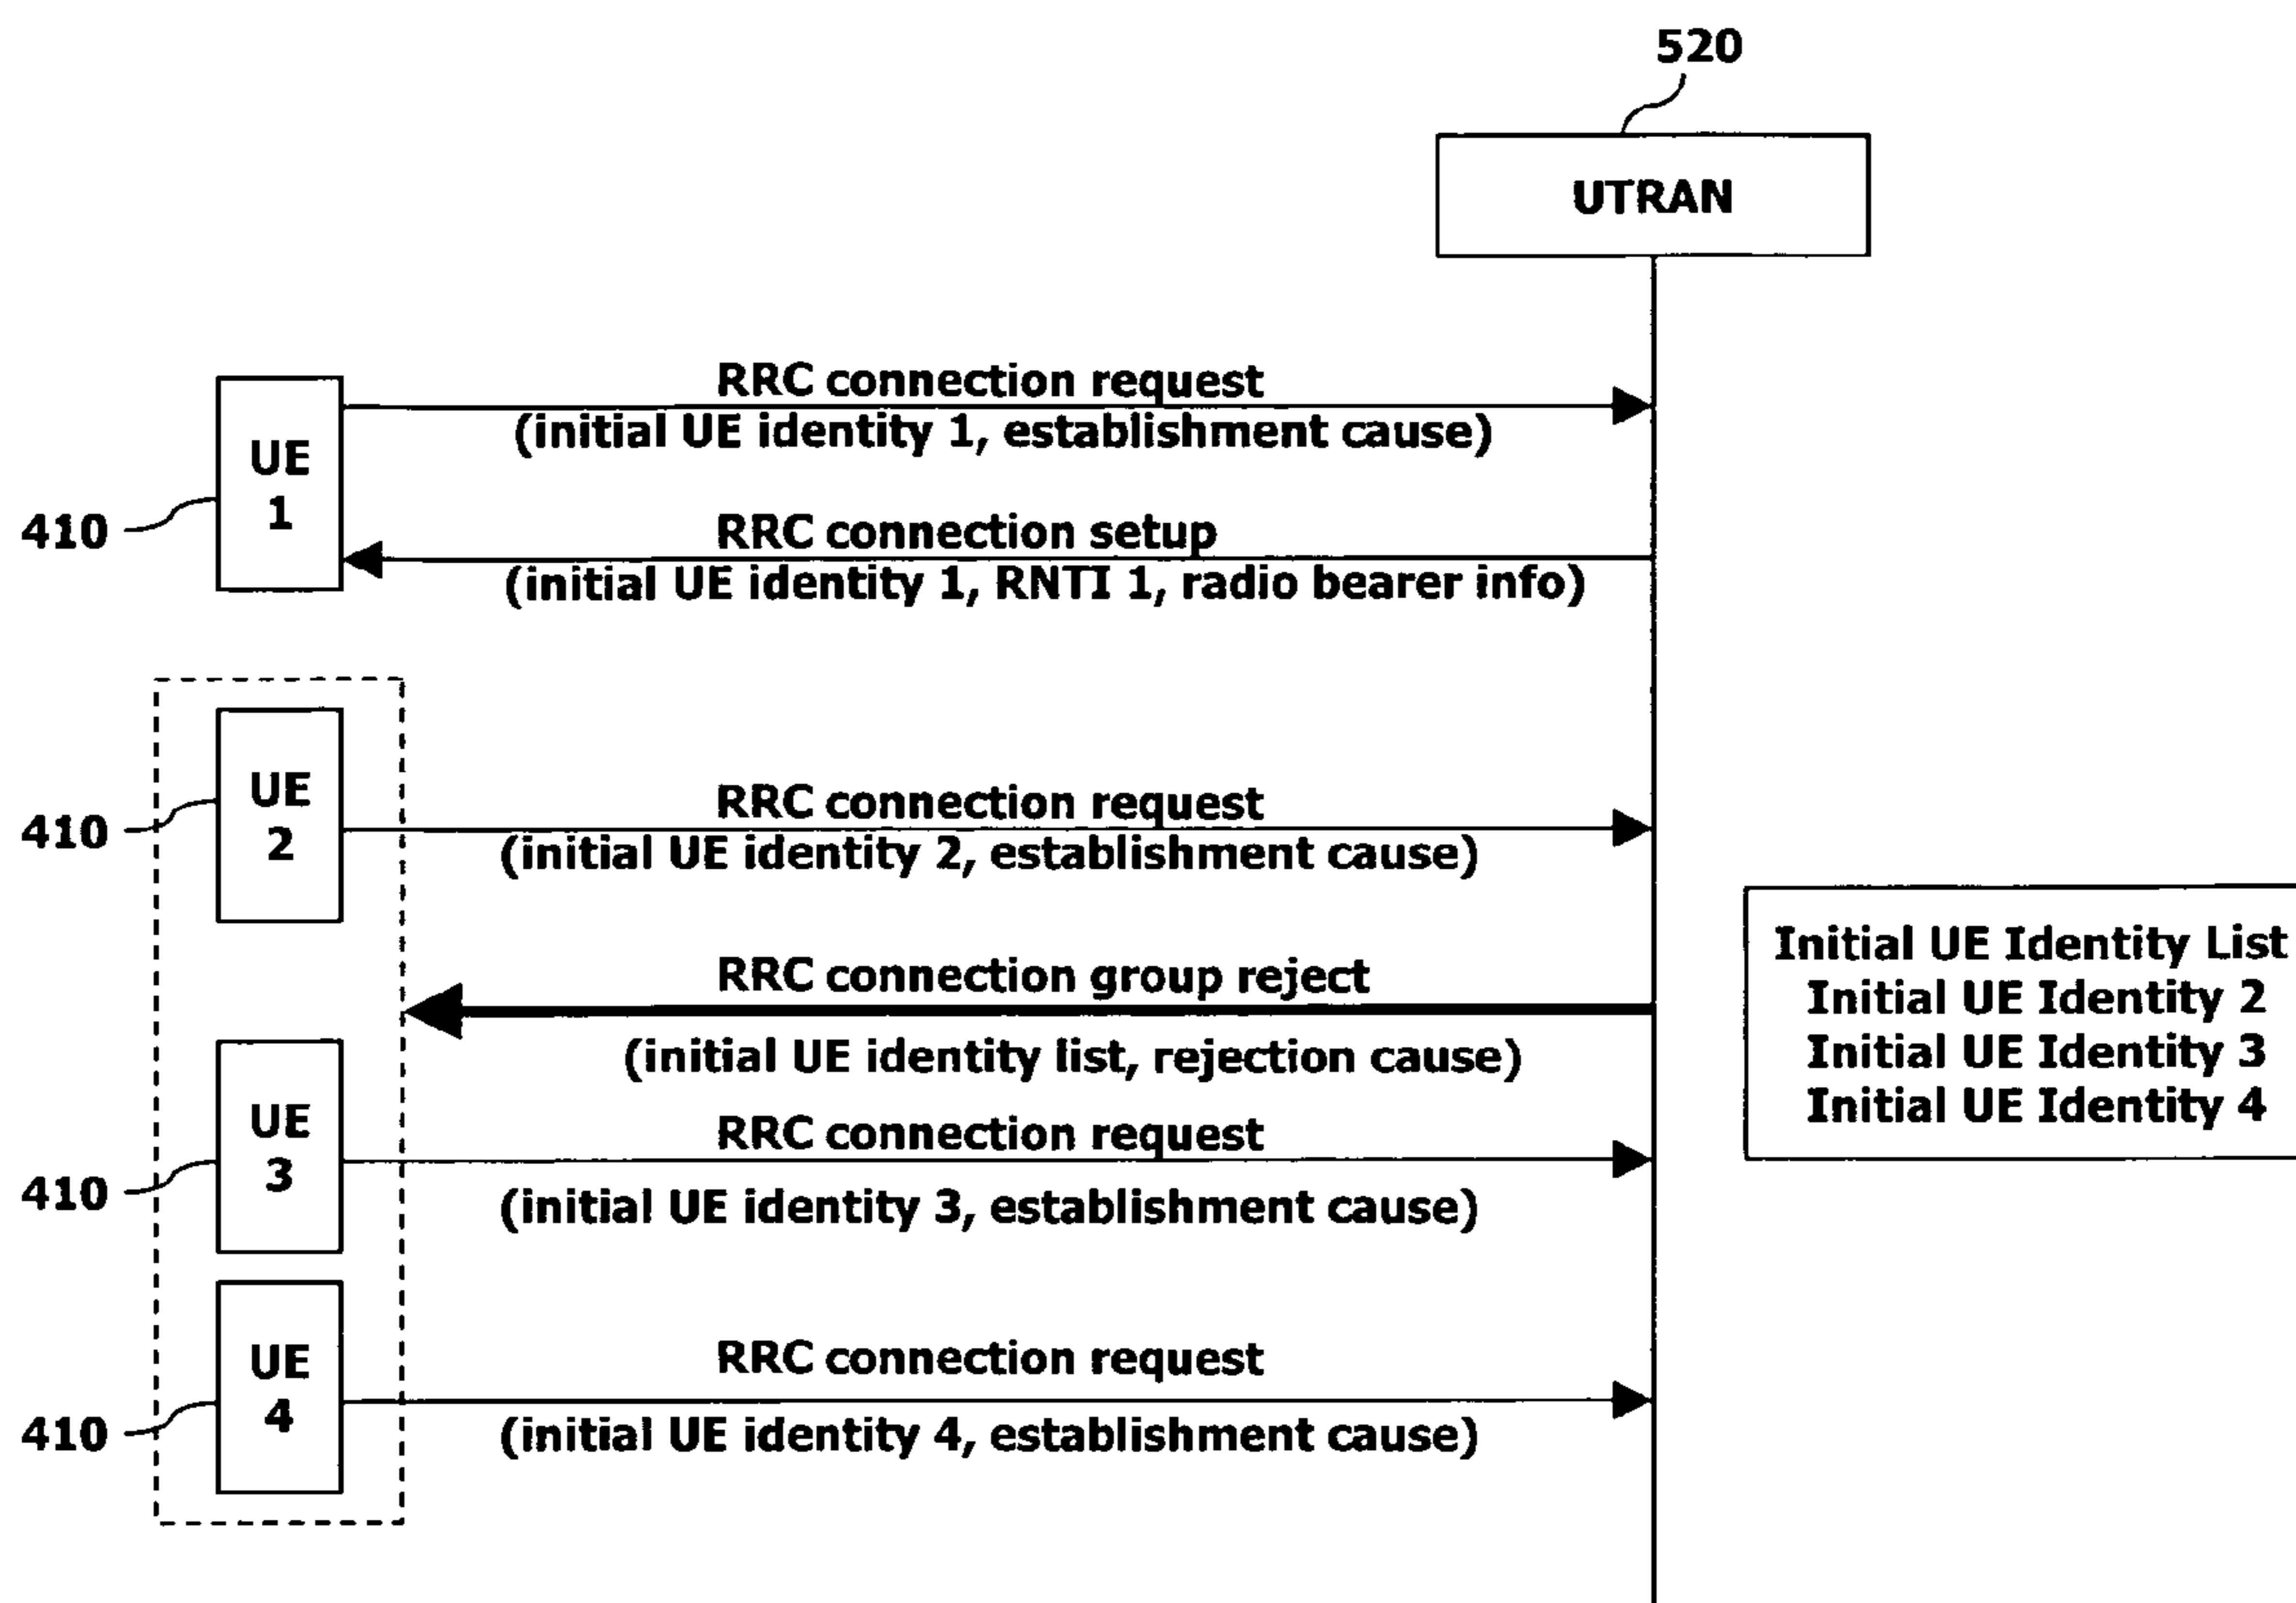 520
UTRAN
RRC connection request
(initial UE identity 1, establishment cause)
UE
1
410
RRC connection setup
(initial UE identity 1, RNTI 1, radio bearer info)
UE
2
410
RRC connection request
(initial UE identity 2, establishment cause)
RRC connection group reject
(initial UE identity list, rejection cause)
Initial UE Identity List
Initial UE Identity 2
Initial UE Identity 3
Initial UE Identity 4
UE
3
410
RRC connection request
(initial UE identity 3, establishment cause)
UE
4
410
RRC connection request
(initial UE identity 4, establishment cause)